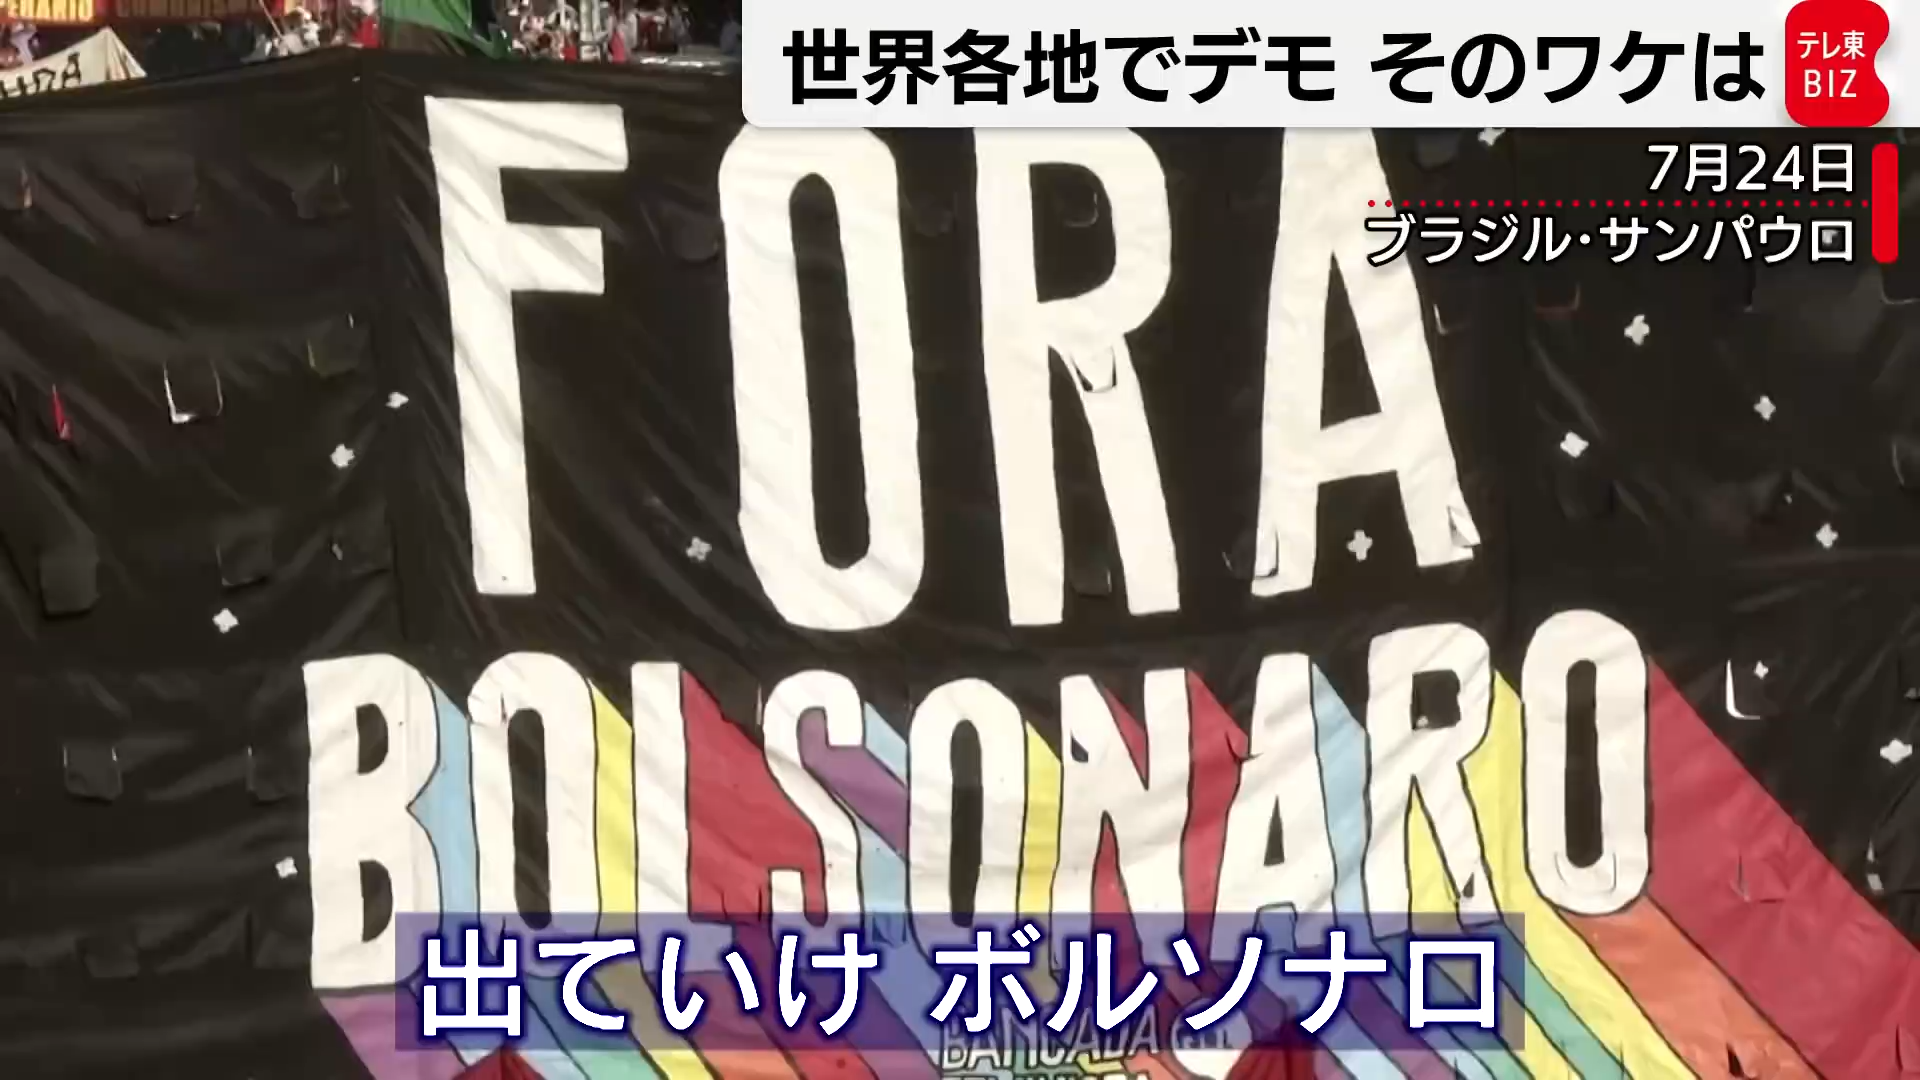 世界各地でデモ そのワケは
テレ東
BIZ
7月24日
ブラジル・サンパウロ
FORA
BOLSONARO
出ていけ ボルソナロ
BANCADA